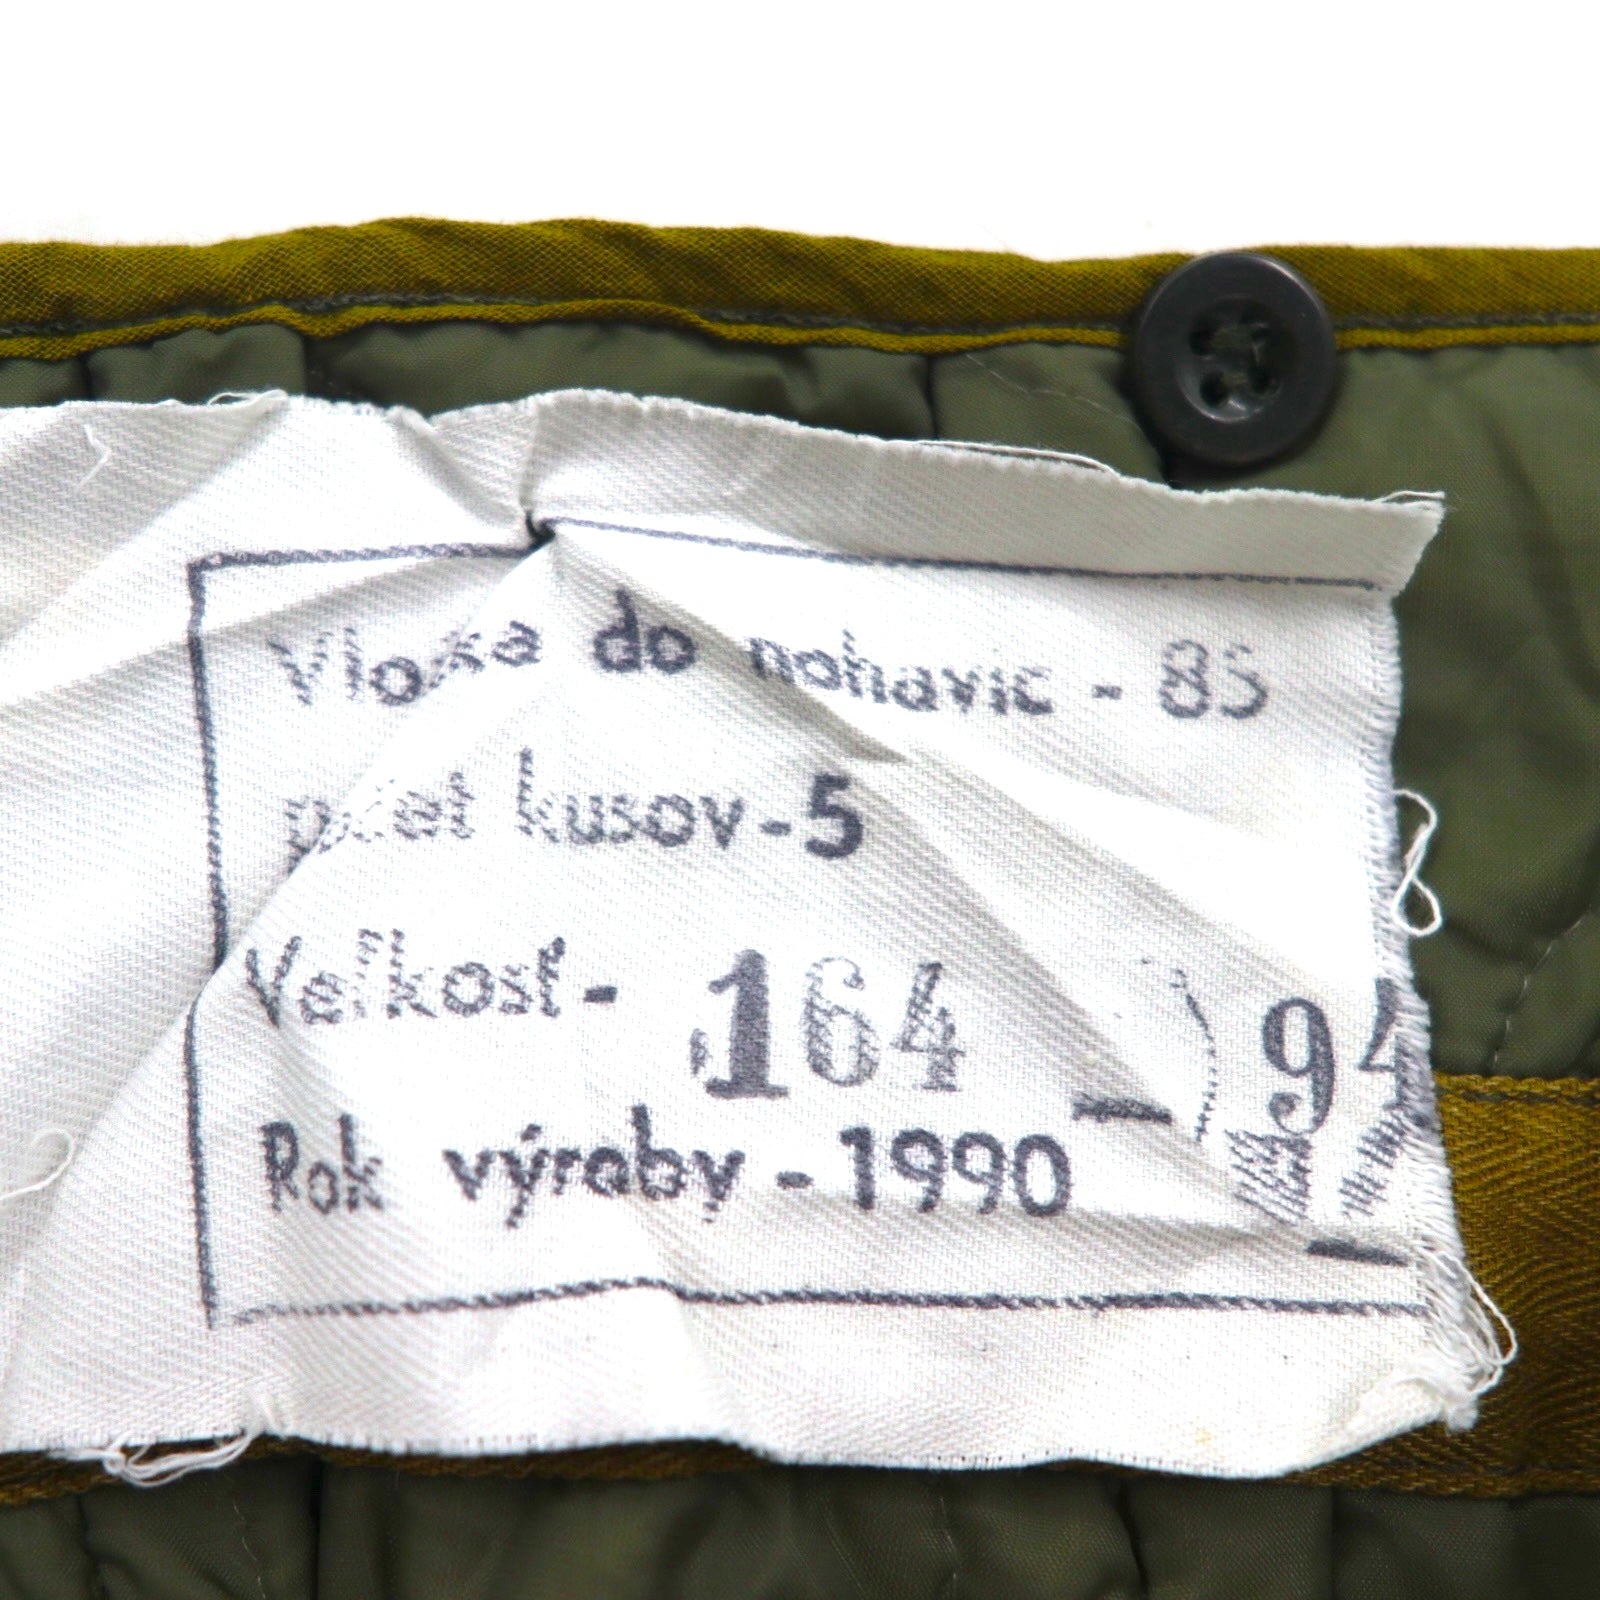 Vložka do nohavic - 85
počet kusov - 5
Veľkosť - 164 - 94
Rok výroby - 1990